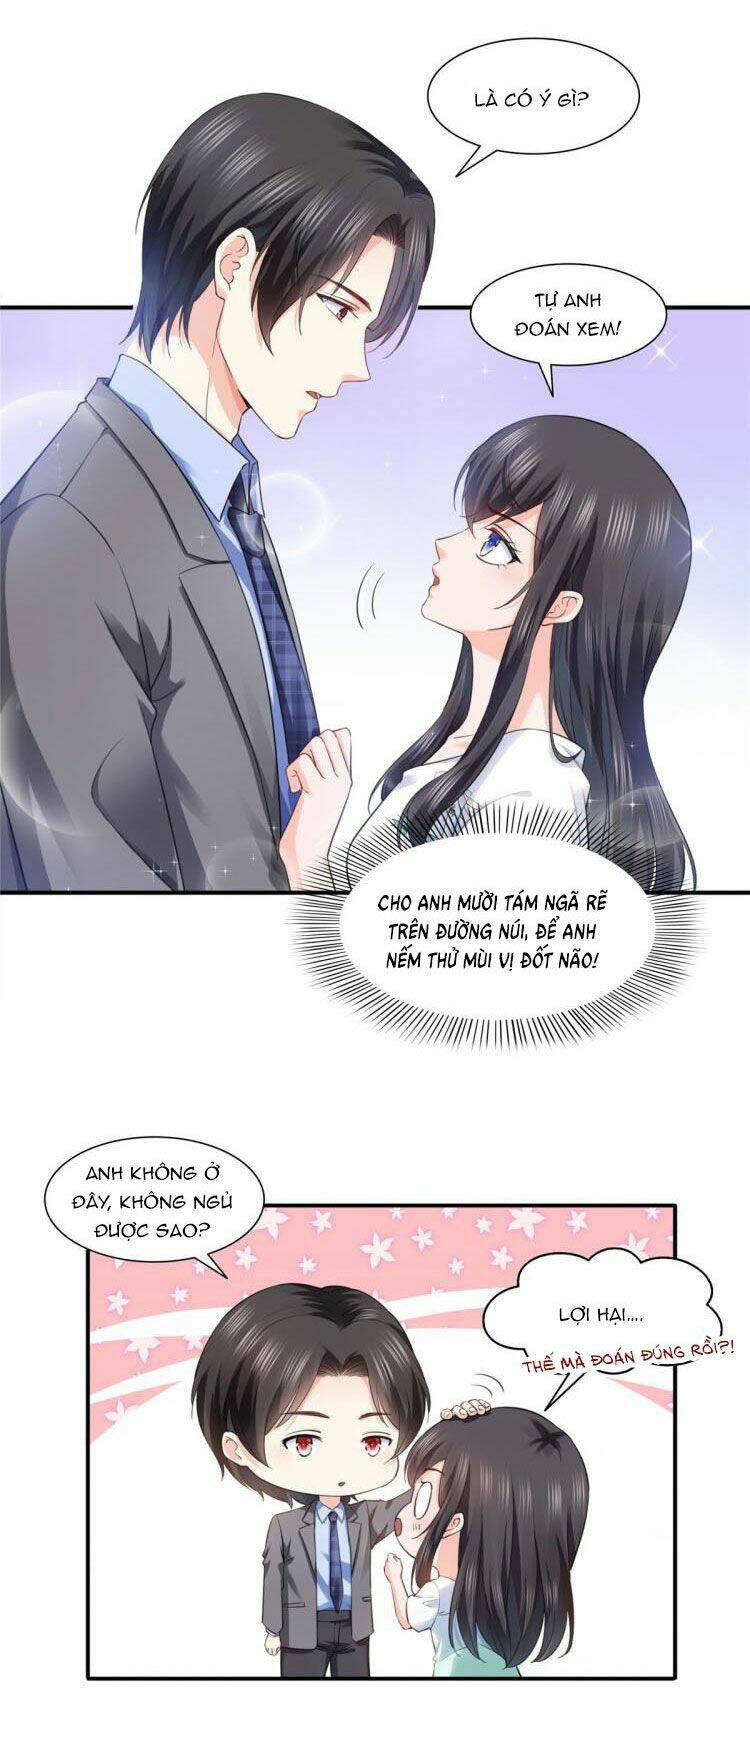 LÀ CÓ Ý GÌ?
TỰ ANH
ĐOÁN XEM!
CHO ANH MƯỜI TÁM NGÃ RẼ
TRÊN ĐƯỜNG NÚI, ĐỂ ANH
NẾM THỬ MÙI VỊ ĐỐT NÃO!
ANH KHÔNG Ở
ĐÂY, KHÔNG NGỦ
ĐƯỢC SAO?
LỢI HẠI....
THẾ MÀ ĐOÁN ĐÚNG RỒI?!